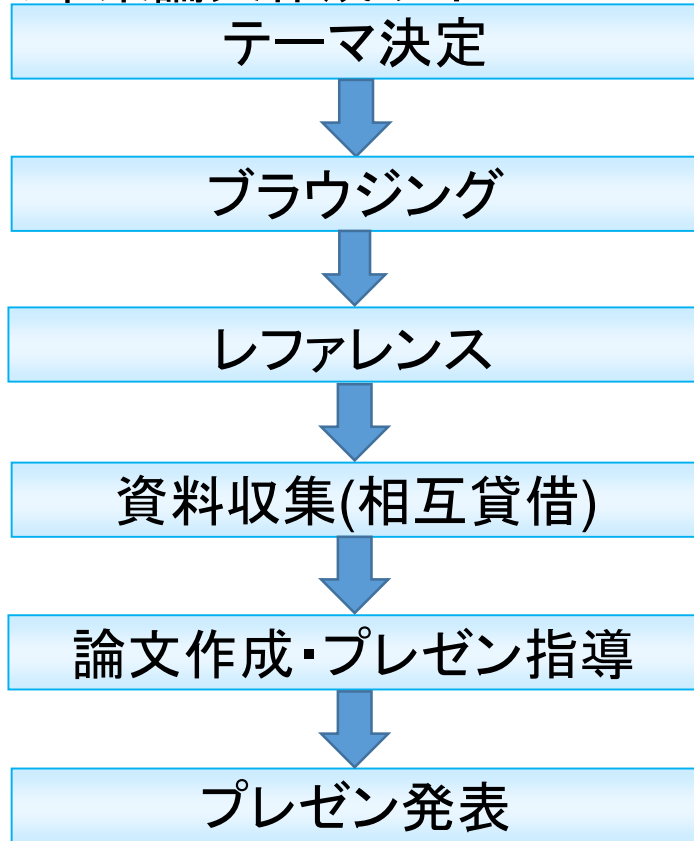 テーマ決定
ブラウジング
レファレンス
資料収集(相互貸借)
論文作成・プレゼン指導
プレゼン発表